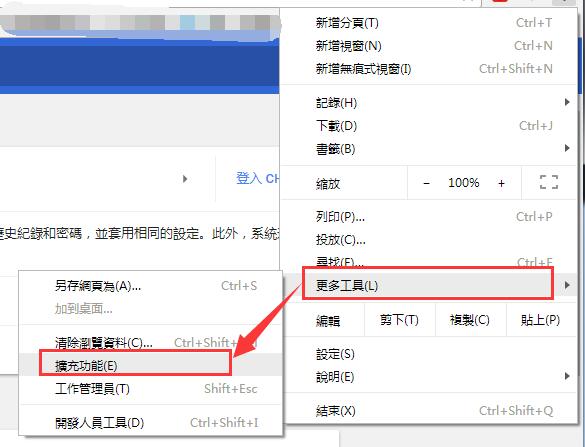 新增分頁(T) Ctrl+T
新增視窗(N) Ctrl+N
新增無痕式視窗(I) Ctrl+Shift+N
記錄(H)
下載(D) Ctrl+J
書籤(B)
登入 CH
縮放 − 100% +
列印(P)... Ctrl+P
歷史紀錄和密碼，並套用相同的設定。此外，系統
投放(C)...
尋找(F)... Ctrl+F
更多工具(L)
另存網頁為(A)... Ctrl+S
加到桌面...
編輯 剪下(T) 複製(C) 貼上(P)
清除瀏覽資料(C)... Ctrl+Shift+
擴充功能(E)
設定(S)
說明(E)
工作管理員(T) Shift+Esc
結束(X) Ctrl+Shift+Q
開發人員工具(D) Ctrl+Shift+I